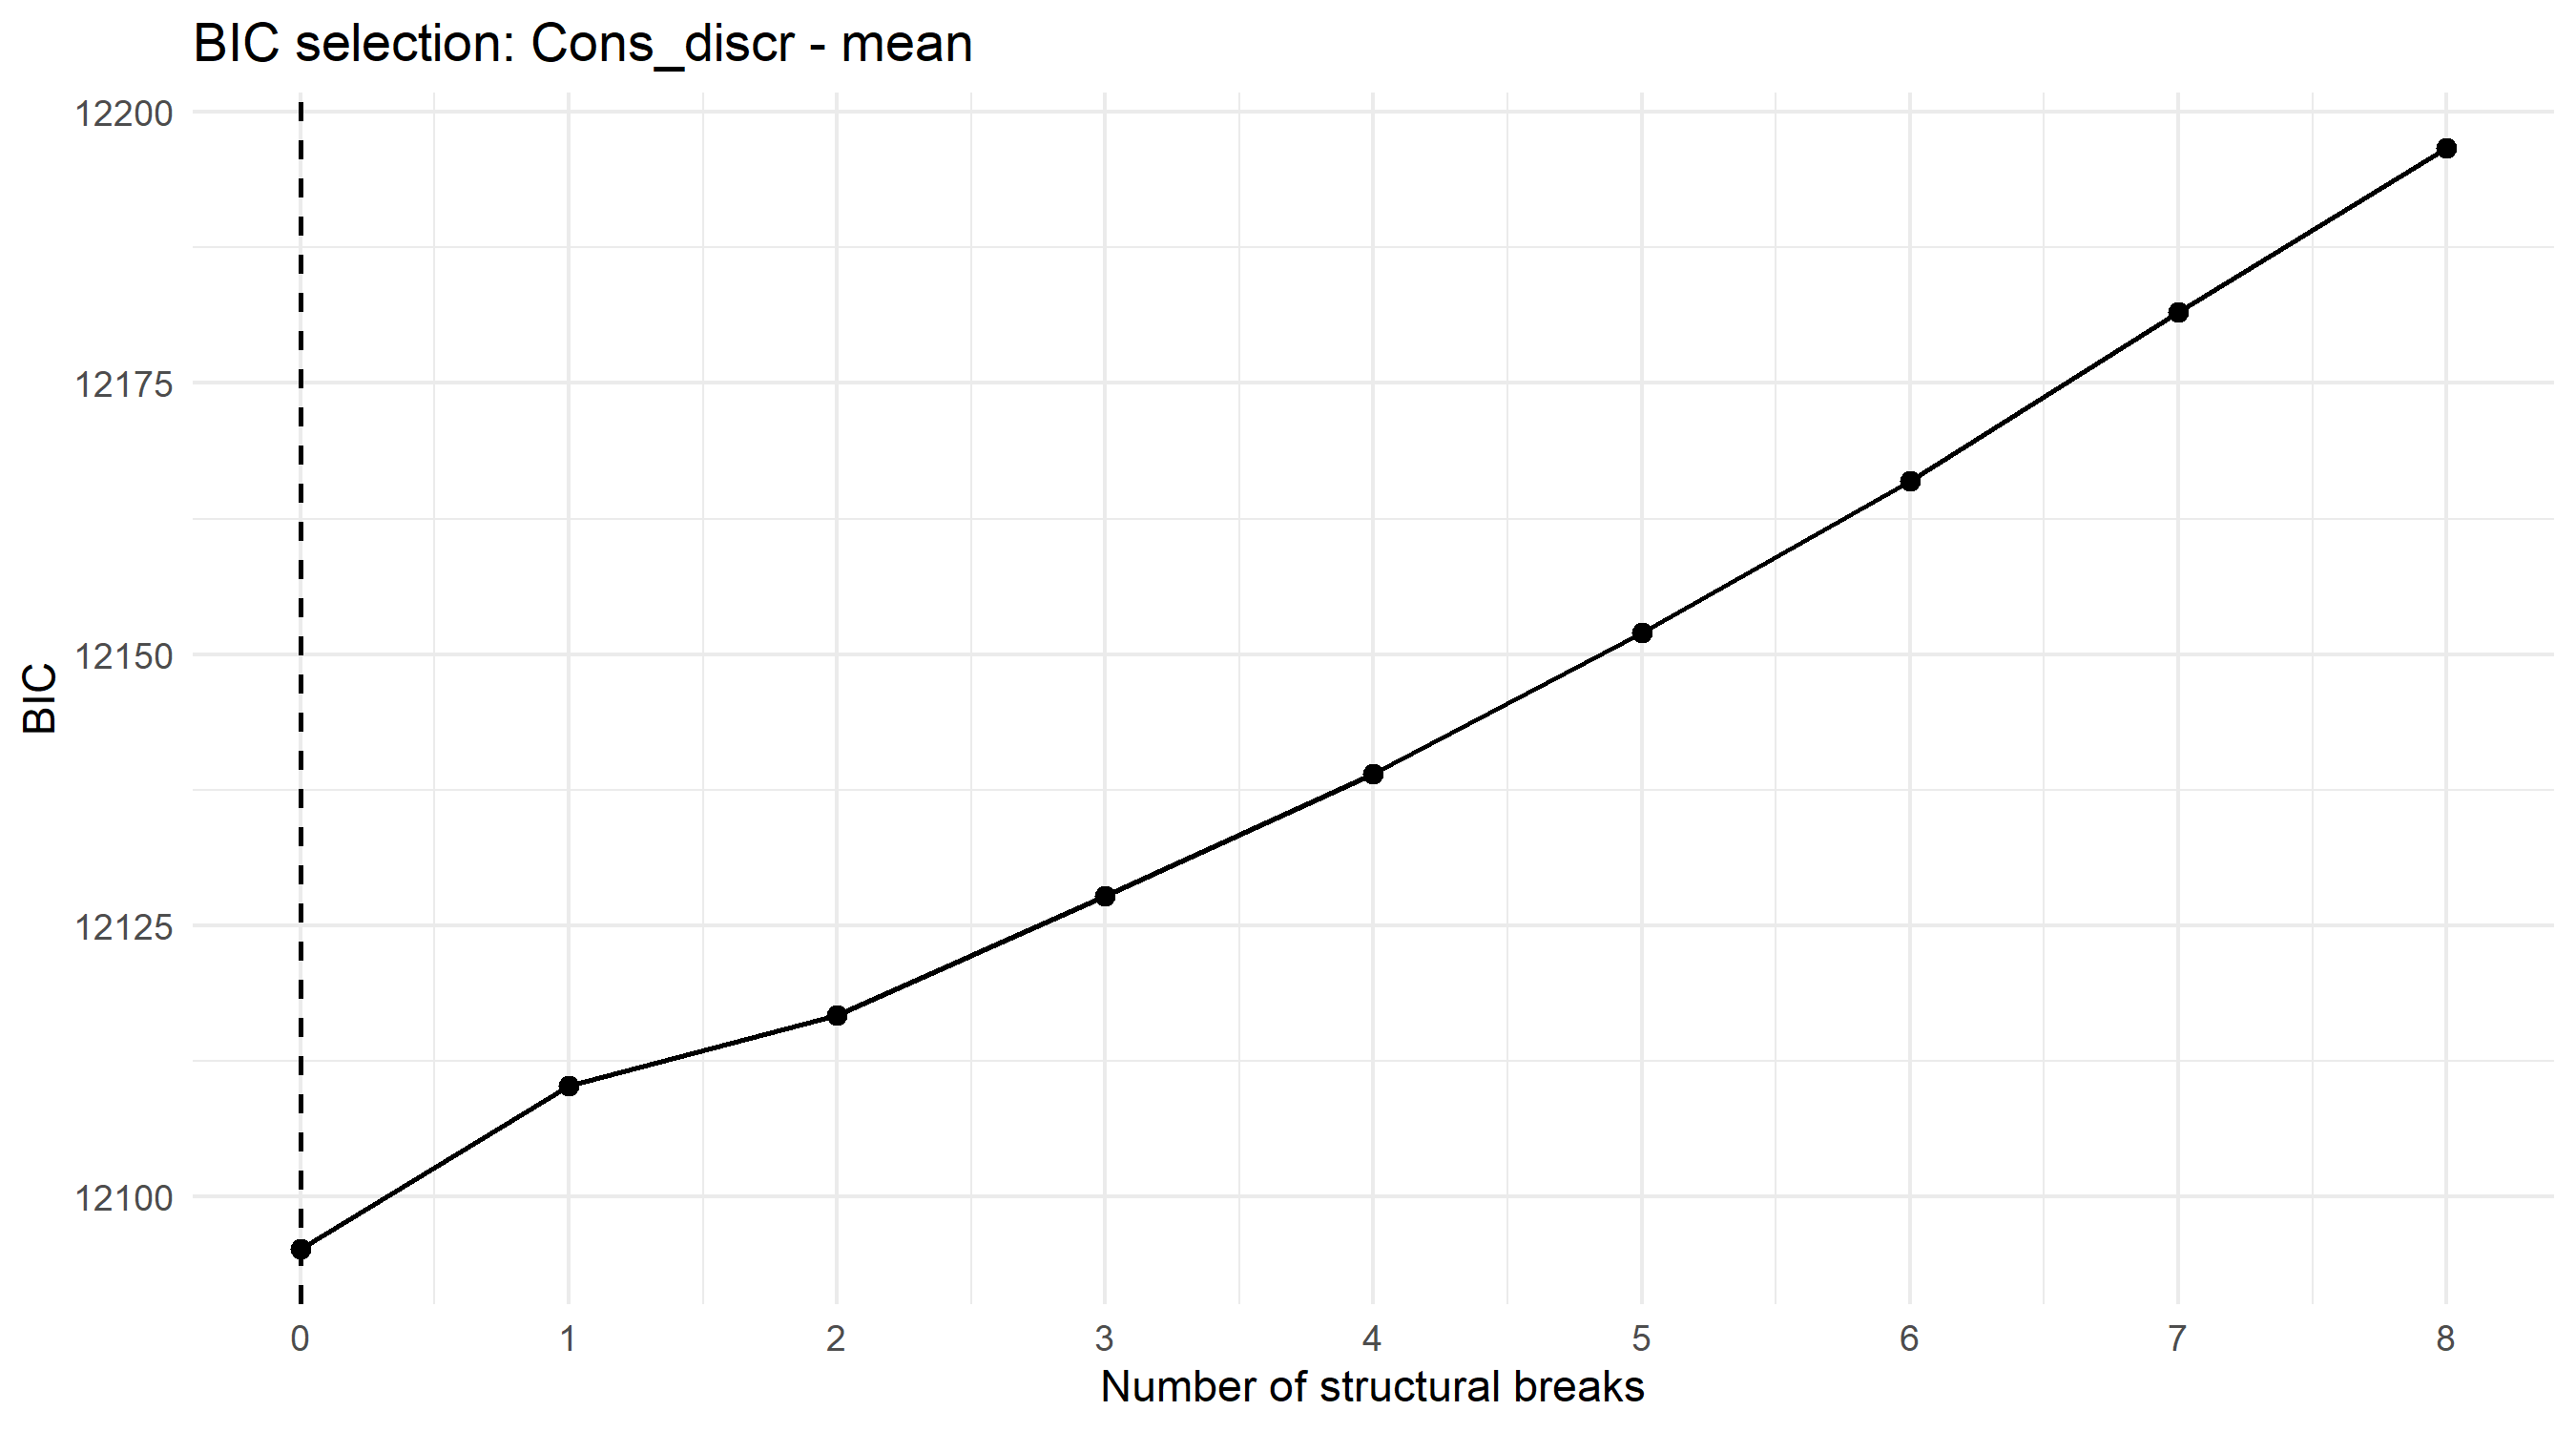 BIC selection: Cons_discr - mean
12200
12175
12150
12125
12100
BIC
0 1 2 3 4 5 6 7 8
Number of structural breaks